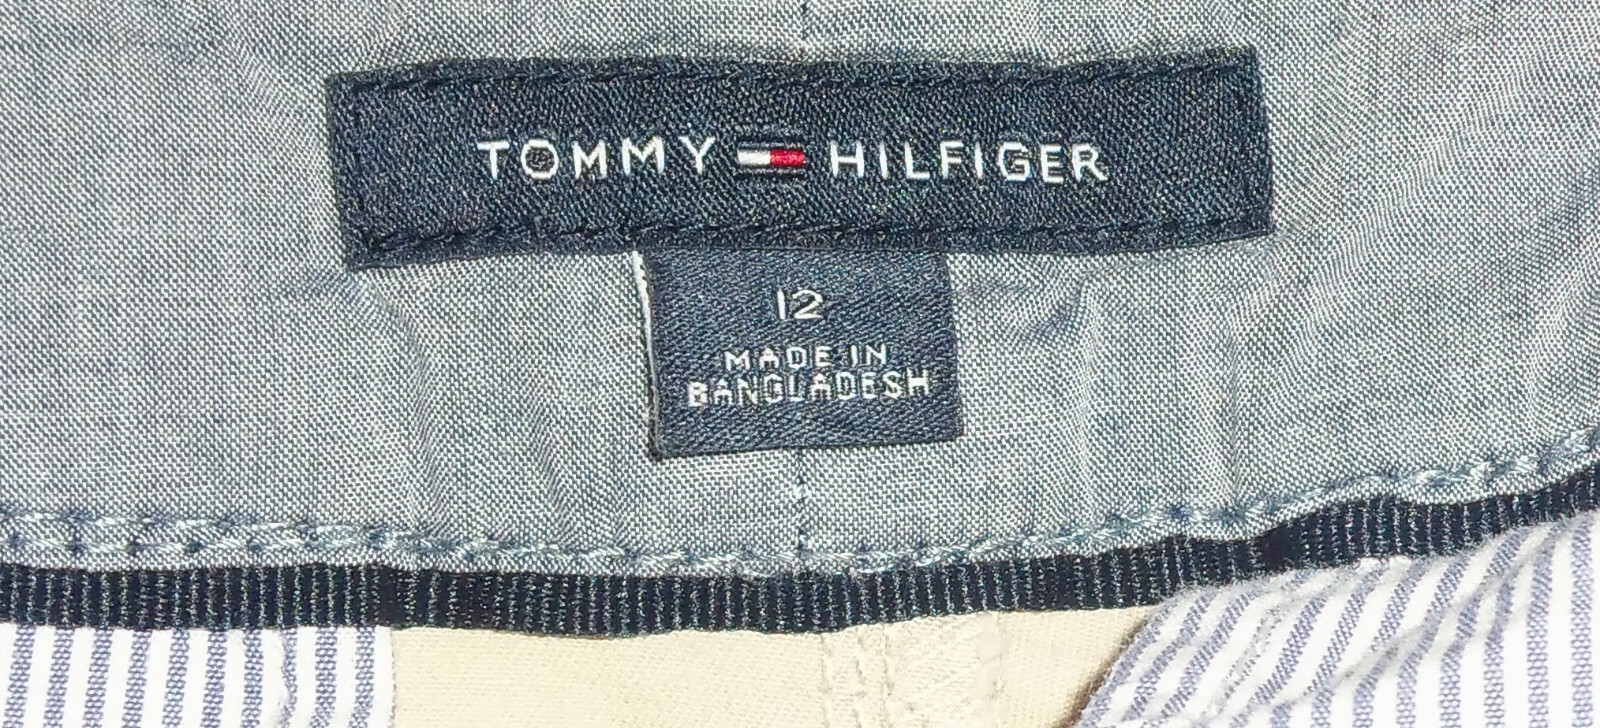 TOMMY HILFIGER
12
MADE IN
BANGLADESH